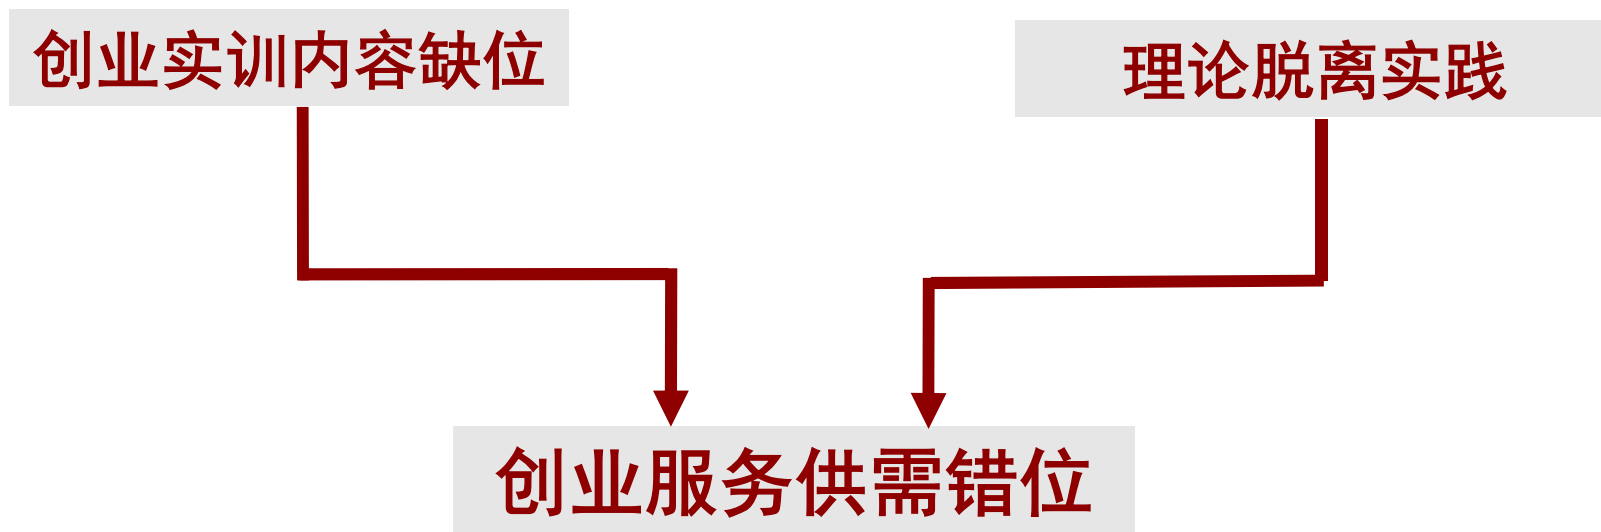 创业实训内容缺位
理论脱离实践
创业服务供需错位